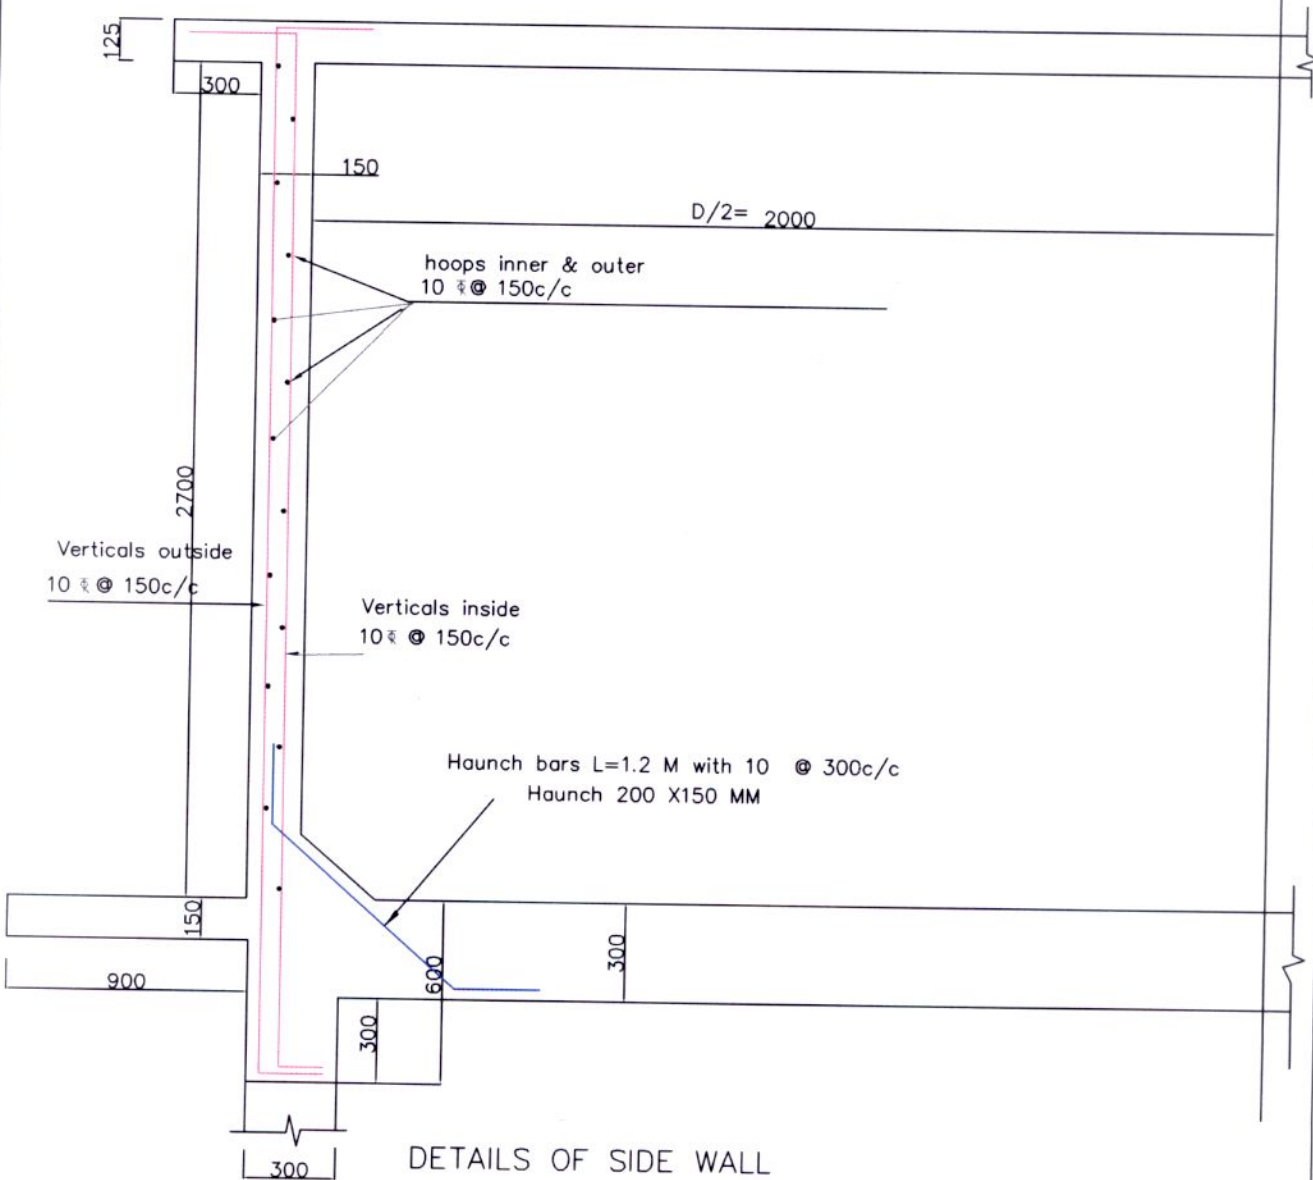 125
300
150
D/2= 2000
hoops inner & outer
10 @ 150c/c
2700
Verticals outside
10 @ 150c/c
Verticals inside
10 @ 150c/c
Haunch bars L=1.2 M with 10 @ 300c/c
Haunch 200 X150 MM
150
900
600
300
300
300
DETAILS OF SIDE WALL